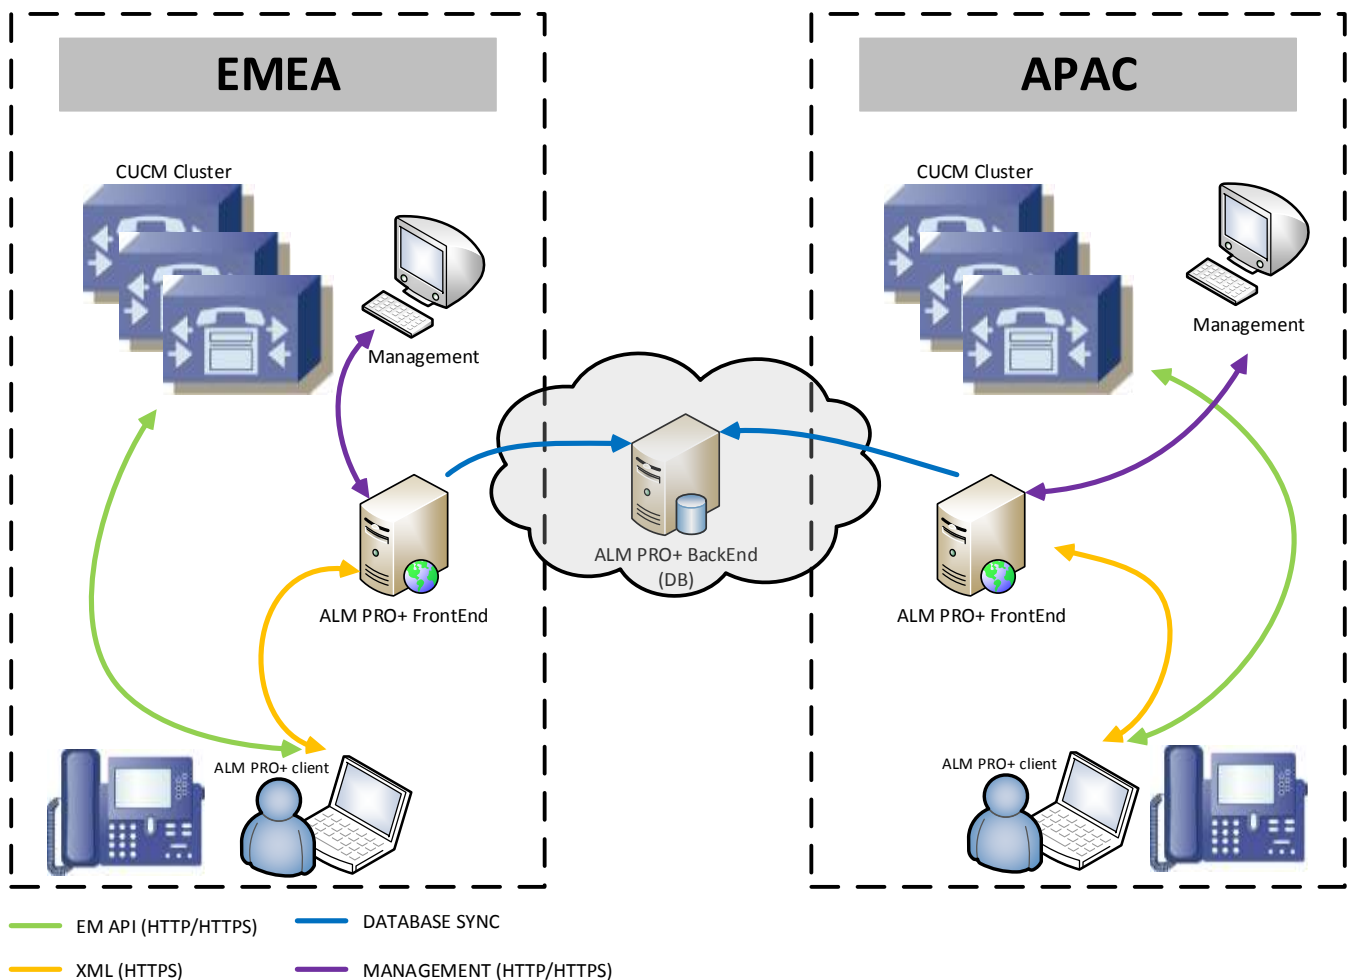 EMEA
APAC
CUCM Cluster
CUCM Cluster
Management
Management
ALM PRO+ BackEnd
(DB)
ALM PRO+ FrontEnd
ALM PRO+ FrontEnd
ALM PRO+ client
ALM PRO+ client
EM API (HTTP/HTTPS)
DATABASE SYNC
XML (HTTPS)
MANAGEMENT (HTTP/HTTPS)